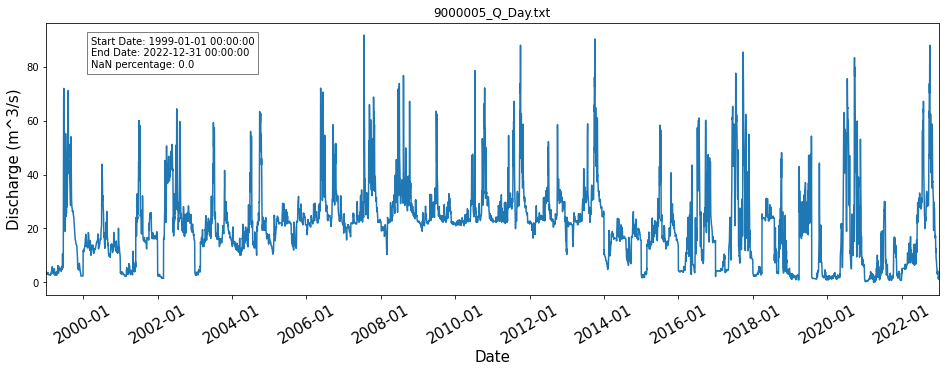 9000005_Q_Day.txt
Start Date: 1999-01-01 00:00:00
End Date: 2022-12-31 00:00:00
NaN percentage: 0.0
Discharge (m^3/s)
80
60
40
20
0
2000-01
2002-01
2004-01
2006-01
2008-01
2010-01
2012-01
2014-01
2016-01
2018-01
2020-01
2022-01
Date